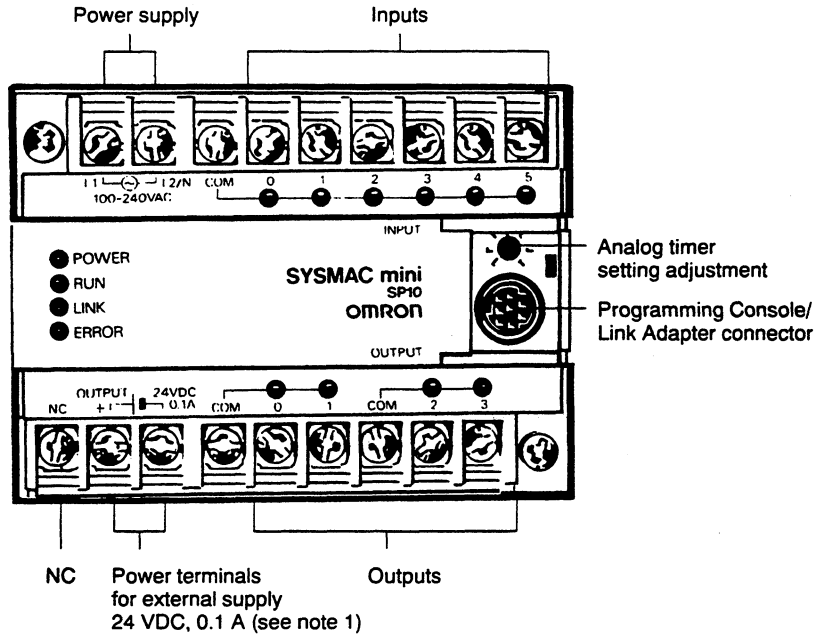 Power supply Inputs
L1 L2/N COM 0 1 2 3 4 5
100-240VAC
INPUT
POWER
RUN
LINK
ERROR
SYSMAC mini
SP10
OMRON
Analog timer
setting adjustment
Programming Console/
Link Adapter connector
OUTPUT
OUTPUT 24VDC
NC + 0.1A COM 0 1 COM 2 3
NC Power terminals Outputs
for external supply
24 VDC, 0.1 A (see note 1)